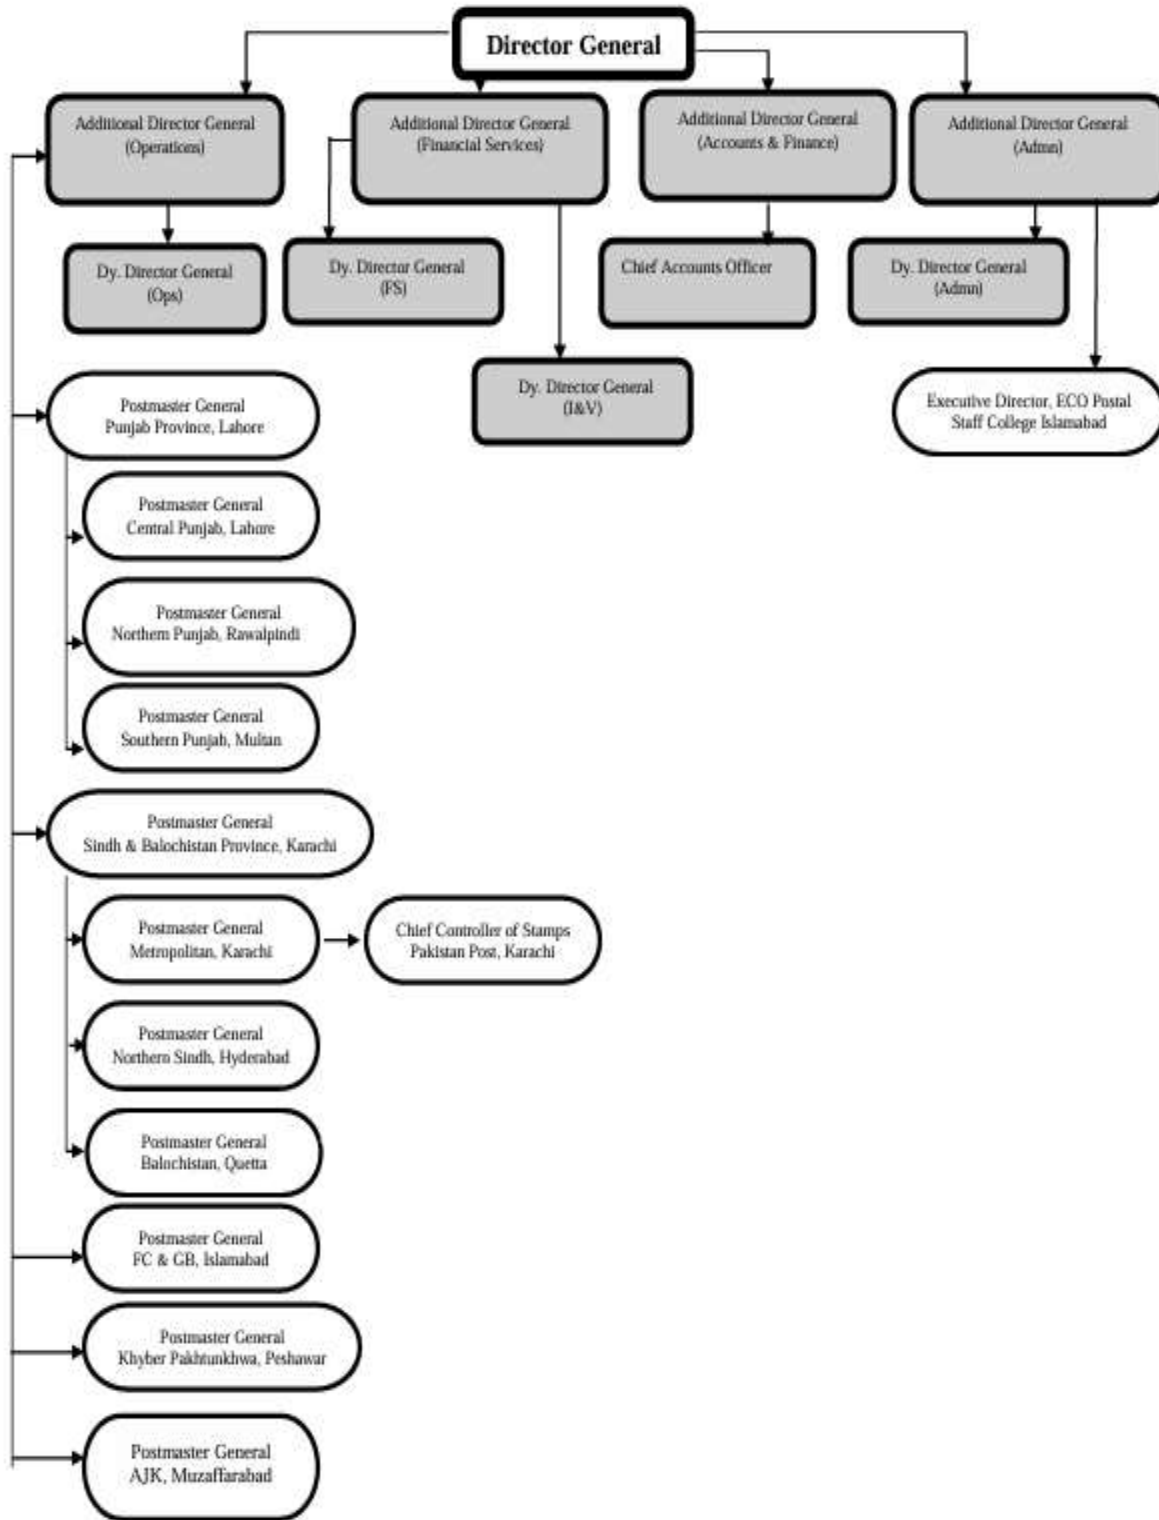 Director General
Additional Director General
(Operations)
Additional Director General
(Financial Services)
Additional Director General
(Accounts & Finance)
Additional Director General
(Admn)
Dy. Director General
(Ops)
Dy. Director General
(FS)
Chief Accounts Officer
Dy. Director General
(Admn)
Dy. Director General
(I&V)
Executive Director, ECO Postal
Staff College Islamabad
Postmaster General
Punjab Province, Lahore
Postmaster General
Central Punjab, Lahore
Postmaster General
Northern Punjab, Rawalpindi
Postmaster General
Southern Punjab, Multan
Postmaster General
Sindh & Balochistan Province, Karachi
Postmaster General
Metropolitan, Karachi
Chief Controller of Stamps
Pakistan Post, Karachi
Postmaster General
Northern Sindh, Hyderabad
Postmaster General
Balochistan, Quetta
Postmaster General
FC & GB, Islamabad
Postmaster General
Khyber Pakhtunkhwa, Peshawar
Postmaster General
AJK, Muzaffarabad